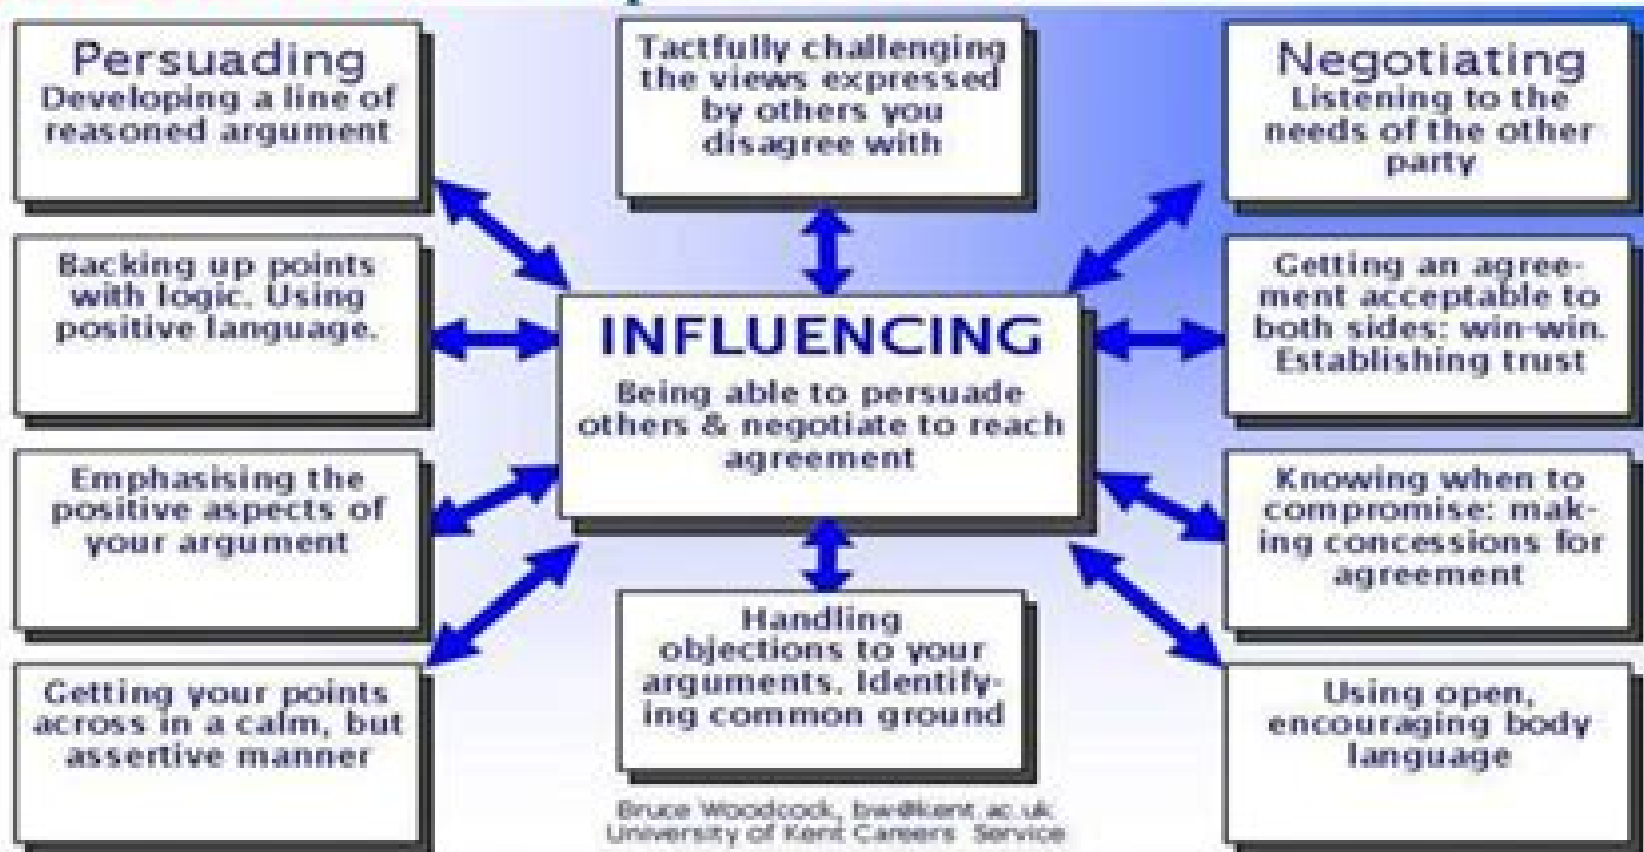 Persuading
Developing a line of
reasoned argument
Tactfully challenging
the views expressed
by others you
disagree with
Negotiating
Listening to the
needs of the other
party
Backing up points
with logic. Using
positive language.
INFLUENCING
Being able to persuade
others & negotiate to reach
agreement
Getting an agree-
ment acceptable to
both sides: win-win.
Establishing trust
Emphasising the
positive aspects of
your argument
Knowing when to
compromise: mak-
ing concessions for
agreement
Getting your points
across in a calm, but
assertive manner
Handling
objections to your
arguments. Identify-
ing common ground
Using open,
encouraging body
language
Bruce Woodcock, bw@kent.ac.uk
University of Kent Careers Service